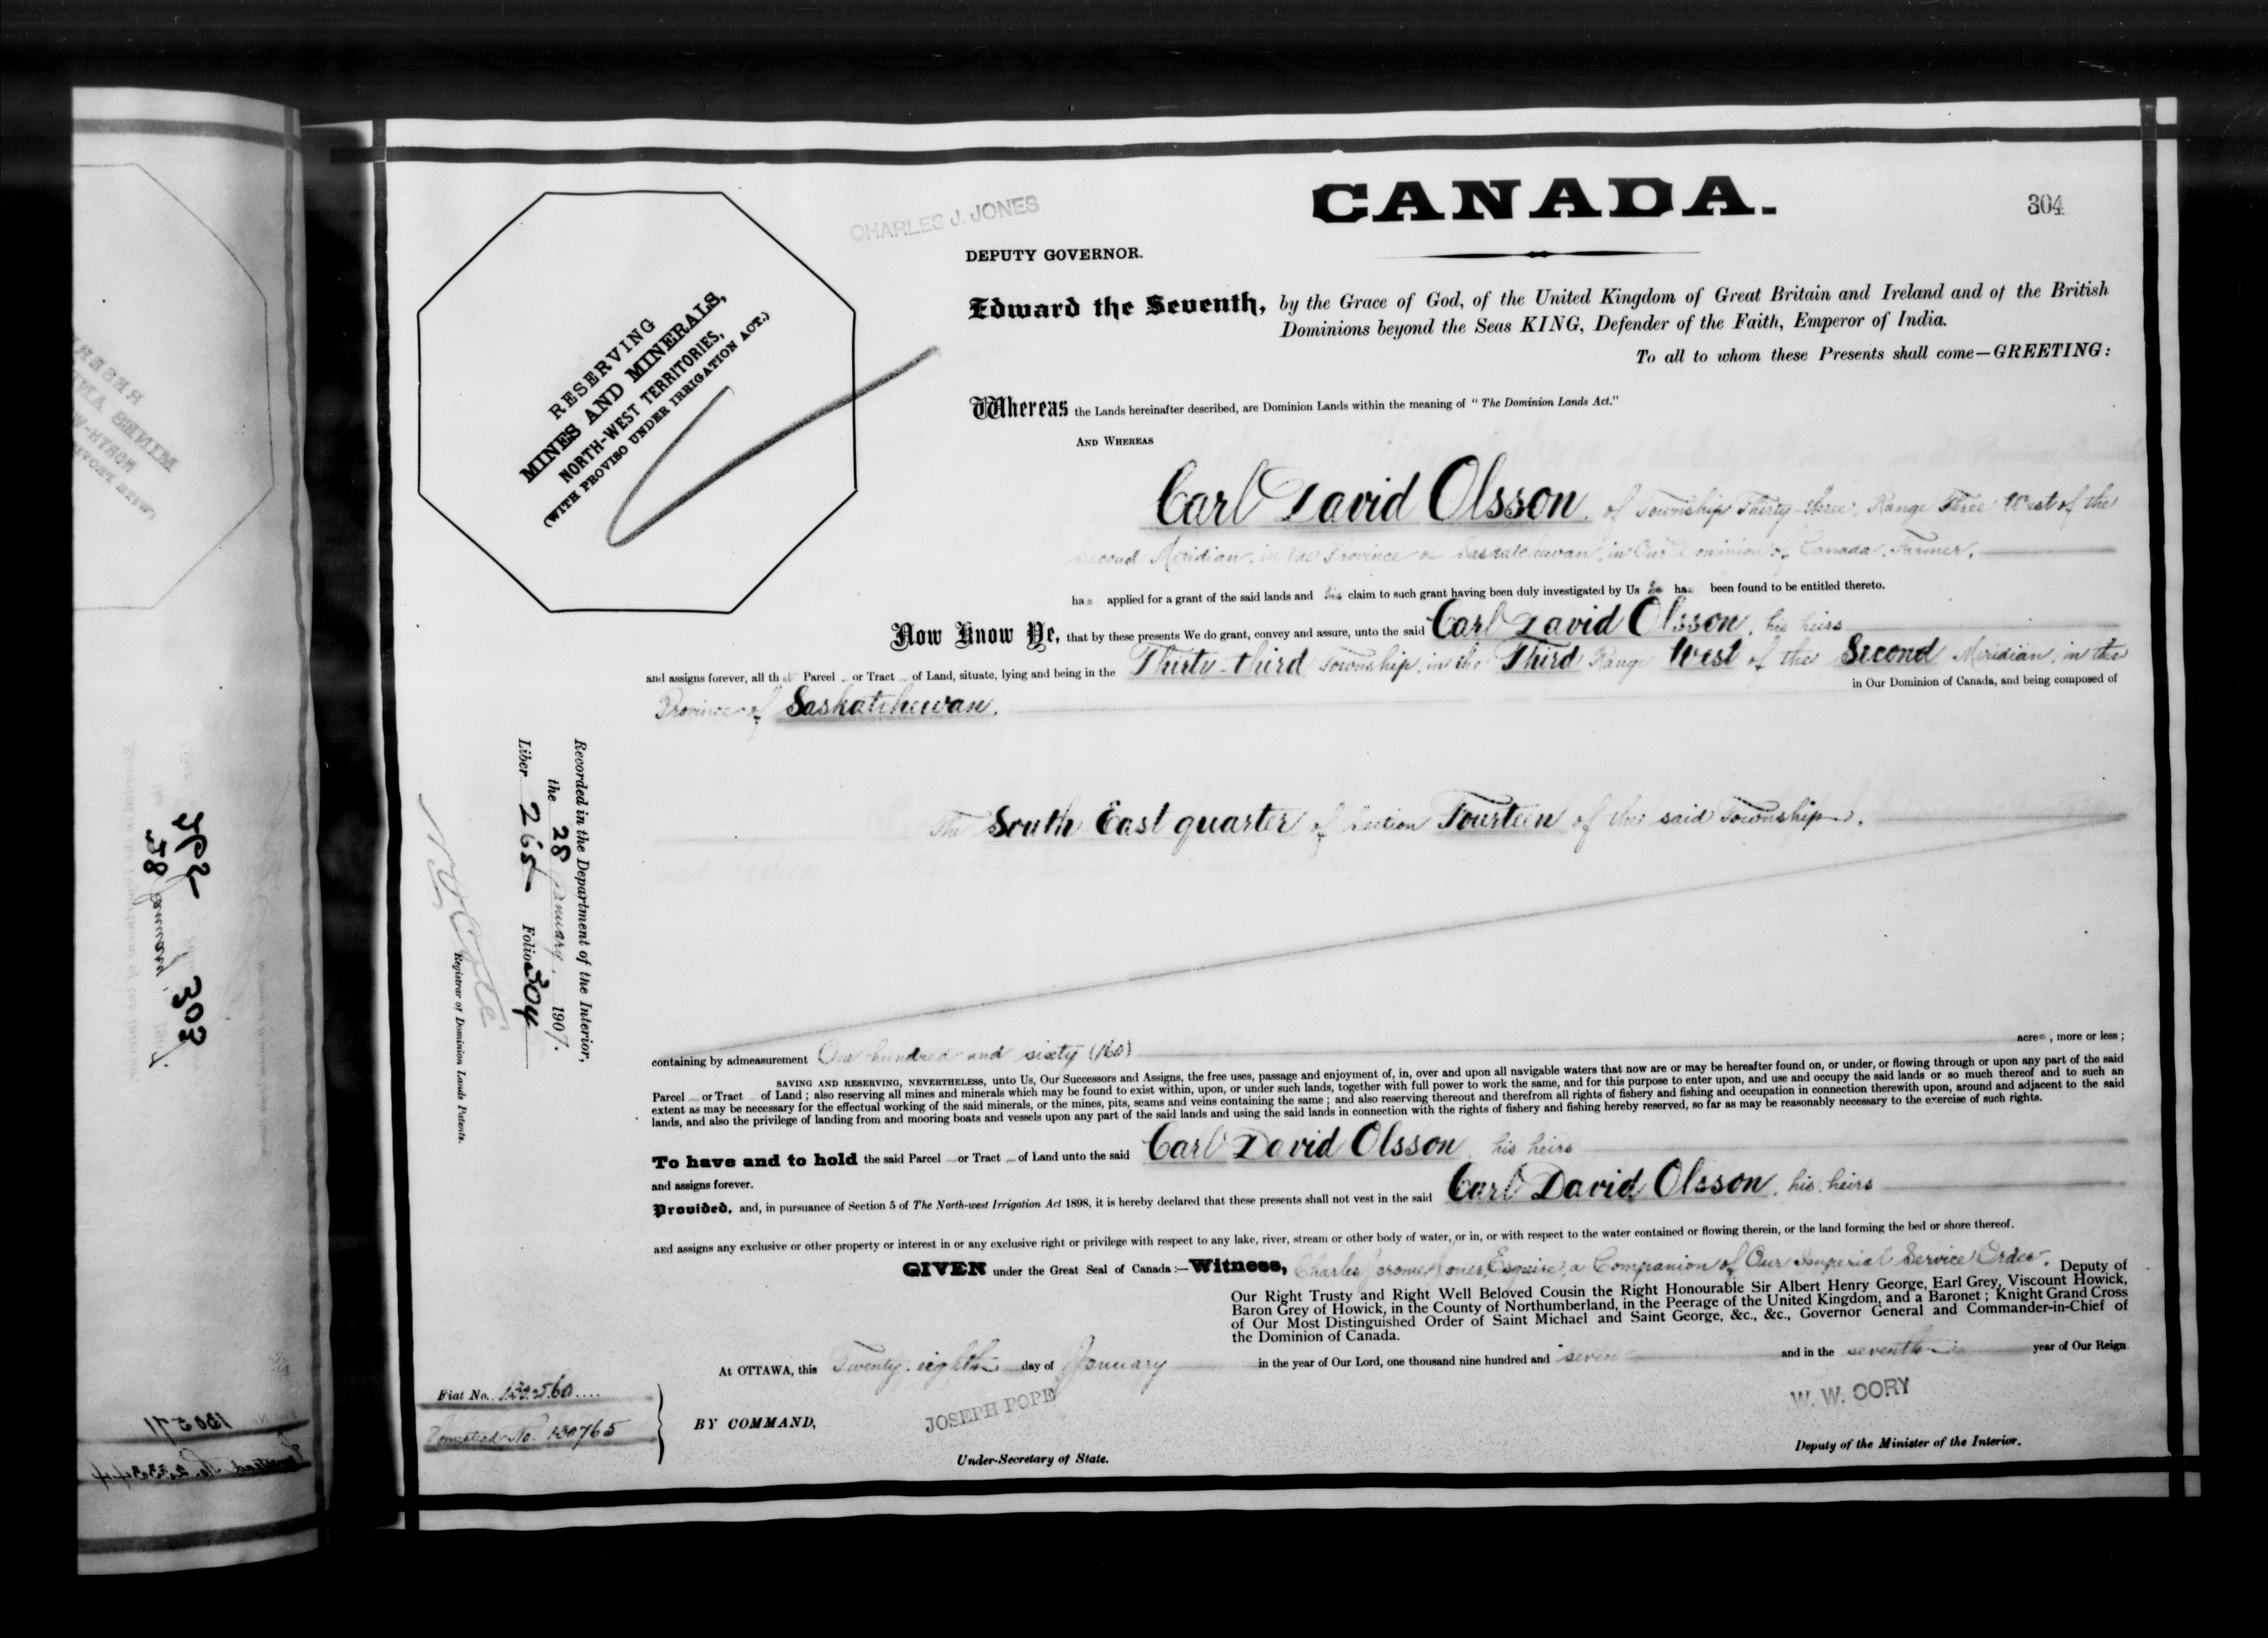 CHARLES J. JONES
CANADA.
304
DEPUTY GOVERNOR.
RESERVING
MINES AND MINERALS,
NORTH-WEST TERRITORIES,
(WITH PROVISO UNDER IRRIGATION ACT.)
Edward the Seventh, by the Grace of God, of the United Kingdom of Great Britain and Ireland and of the British
Dominions beyond the Seas KING, Defender of the Faith, Emperor of India.
To all to whom these Presents shall come—GREETING:
Whereas the Lands hereinafter described, are Dominion Lands within the meaning of "The Dominion Lands Act."
AND WHEREAS
Carl David Olsson, of Township Thirty-three, Range Three West of the
Second Meridian, in the Province of Saskatchewan, in Our Dominion of Canada, Farmer,
has applied for a grant of the said lands and his claim to such grant having been duly investigated by Us he has been found to be entitled thereto.
Now Know Ye, that by these presents We do grant, convey and assure, unto the said Carl David Olsson, his heirs
and assigns forever, all that Parcel or Tract of Land, situate, lying and being in the Thirty-third Township, in the Third Range West of the Second Meridian, in the
Province of Saskatchewan, in Our Dominion of Canada, and being composed of
The South East quarter of Section Fourteen of the said Township.
Recorded in the Department of the Interior,
the 28 January, 1907.
Liber 265 Folio 304
Registrar of Dominion Lands Patents.
containing by admeasurement One hundred and sixty (160) acres, more or less;
SAVING AND RESERVING, NEVERTHELESS, unto Us, Our Successors and Assigns, the free uses, passage and enjoyment of, in, over and upon all navigable waters that now are or may be hereafter found on, or under, or flowing through or upon any part of the said
Parcel or Tract of Land; also reserving all mines and minerals which may be found to exist within, upon, or under such lands, together with full power to work the same, and for this purpose to enter upon, and use and occupy the said lands or so much thereof and to such an
extent as may be necessary for the effectual working of the said minerals, or the mines, pits, seams and veins containing the same; and also reserving thereout and therefrom all rights of fishery and fishing and occupation in connection therewith upon, around and adjacent to the said
lands, and also the privilege of landing from and mooring boats and vessels upon any part of the said lands and using the said lands in connection with the rights of fishery and fishing hereby reserved, so far as may be reasonably necessary to the exercise of such rights.
To have and to hold the said Parcel or Tract of Land unto the said Carl David Olsson, his heirs
and assigns forever.
Provided, and, in pursuance of Section 5 of The North-west Irrigation Act 1898, it is hereby declared that these presents shall not vest in the said Carl David Olsson, his heirs
and assigns any exclusive or other property or interest in or any exclusive right or privilege with respect to any lake, river, stream or other body of water, or in, or with respect to the water contained or flowing therein, or the land forming the bed or shore thereof.
GIVEN under the Great Seal of Canada:—Witness, Charles Jerome Jones, Esquire, a Companion of Our Imperial Service Order, Deputy of
Our Right Trusty and Right Well Beloved Cousin the Right Honourable Sir Albert Henry George, Earl Grey, Viscount Howick,
Baron Grey of Howick, in the County of Northumberland, in the Peerage of the United Kingdom, and a Baronet; Knight Grand Cross
of Our Most Distinguished Order of Saint Michael and Saint George, &c., &c., Governor General and Commander-in-Chief of
the Dominion of Canada.
At OTTAWA, this Twenty-eighth day of January in the year of Our Lord, one thousand nine hundred and seven and in the seventh year of Our Reign.
Fiat No.
Homestead No. 130765
BY COMMAND,
JOSEPH POPE
Under-Secretary of State.
W. W. CORY
Deputy of the Minister of the Interior.